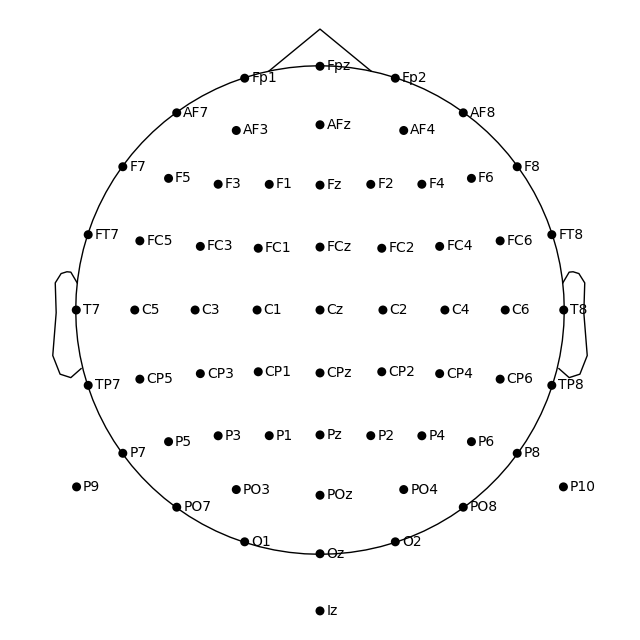 Fpz
Fp1 Fp2
AF7 AF8
AF3 AFz AF4
F7 F8
F5 F3 F1 Fz F2 F4 F6
FT7 FT8
FC5 FC3 FC1 FCz FC2 FC4 FC6
T7 C5 C3 C1 Cz C2 C4 C6 T8
CP5 CP3 CP1 CPz CP2 CP4 CP6
TP7 TP8
P5 P3 P1 Pz P2 P4 P6
P7 P8
P9 PO3 POz PO4 P10
PO7 PO8
O1 Oz O2
Iz